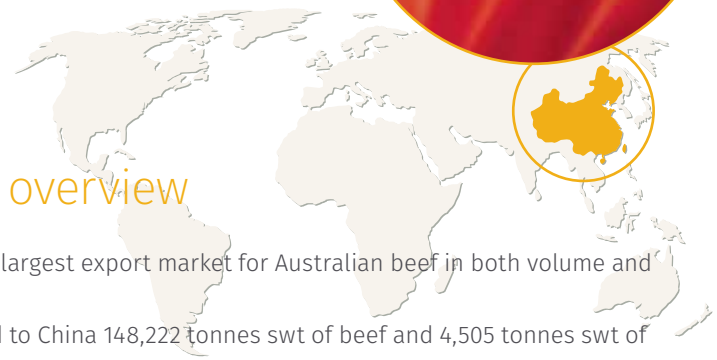 overview
largest export market for Australian beef in both volume and
to China 148,222 tonnes swt of beef and 4,505 tonnes swt of